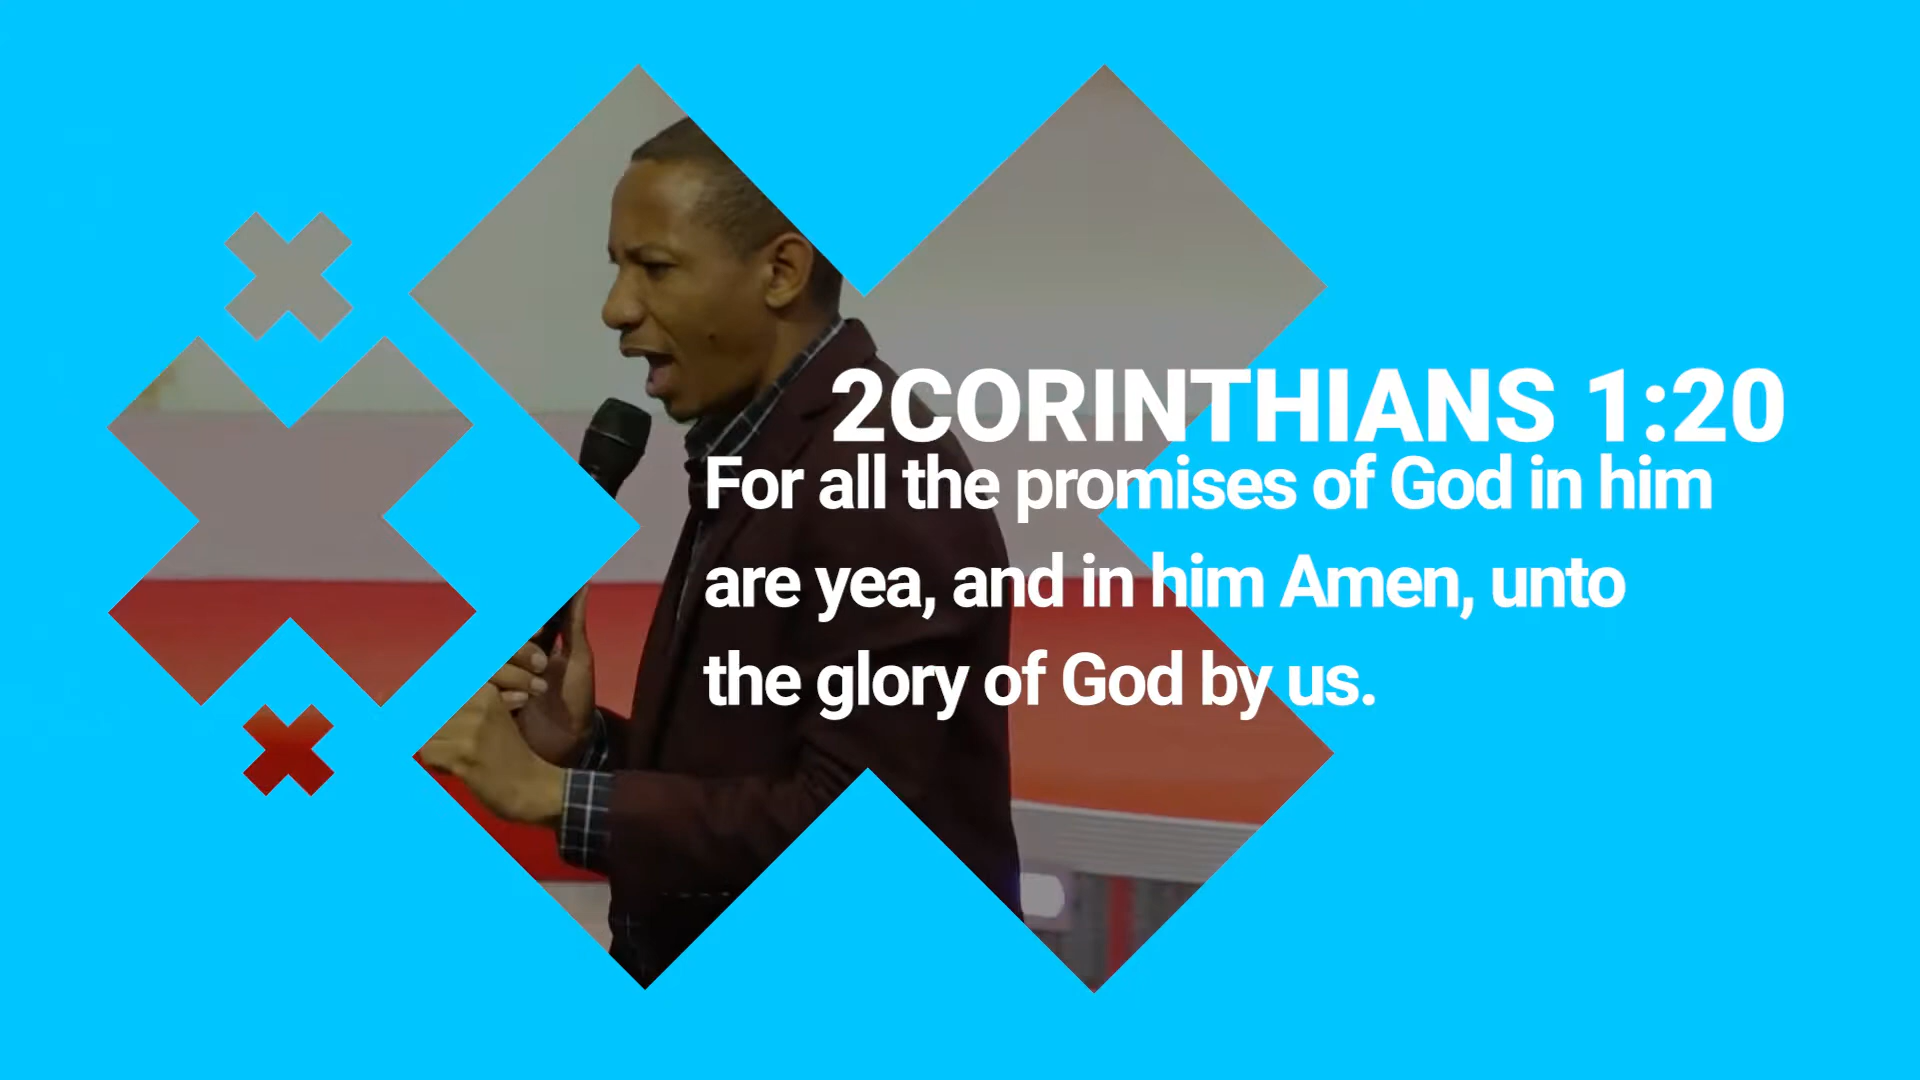 2CORINTHIANS 1:20
For all the promises of God in him
are yea, and in him Amen, unto
the glory of God by us.